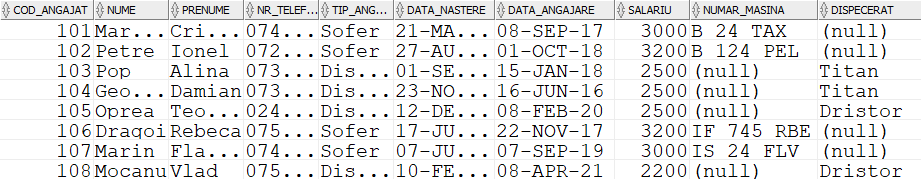 COD_ANGAJAT NUME PRENUME NR_TELEF... TIP_ANG... DATA_NASTERE DATA_ANGAJARE SALARIU NUMAR_MASINA DISPECERAT
101 Mar... Cri... 074... Sofer 21-MA... 08-SEP-17 3000 B 24 TAX (null)
102 Petre Ionel 072... Sofer 27-AU... 01-OCT-18 3200 B 124 PEL (null)
103 Pop Alina 073... Dis... 01-SE... 15-JAN-18 2500 (null) Titan
104 Geo... Damian 073... Dis... 23-NO... 16-JUN-16 2500 (null) Titan
105 Oprea Teo... 024... Dis... 12-DE... 08-FEB-20 2500 (null) Dristor
106 Dragoi Rebeca 075... Sofer 17-JU... 22-NOV-17 3200 IF 745 RBE (null)
107 Marin Fla... 074... Sofer 07-JU... 07-SEP-19 3000 IS 24 FLV (null)
108 Mocanu Vlad 075... Dis... 10-FE... 08-APR-21 2200 (null) Dristor